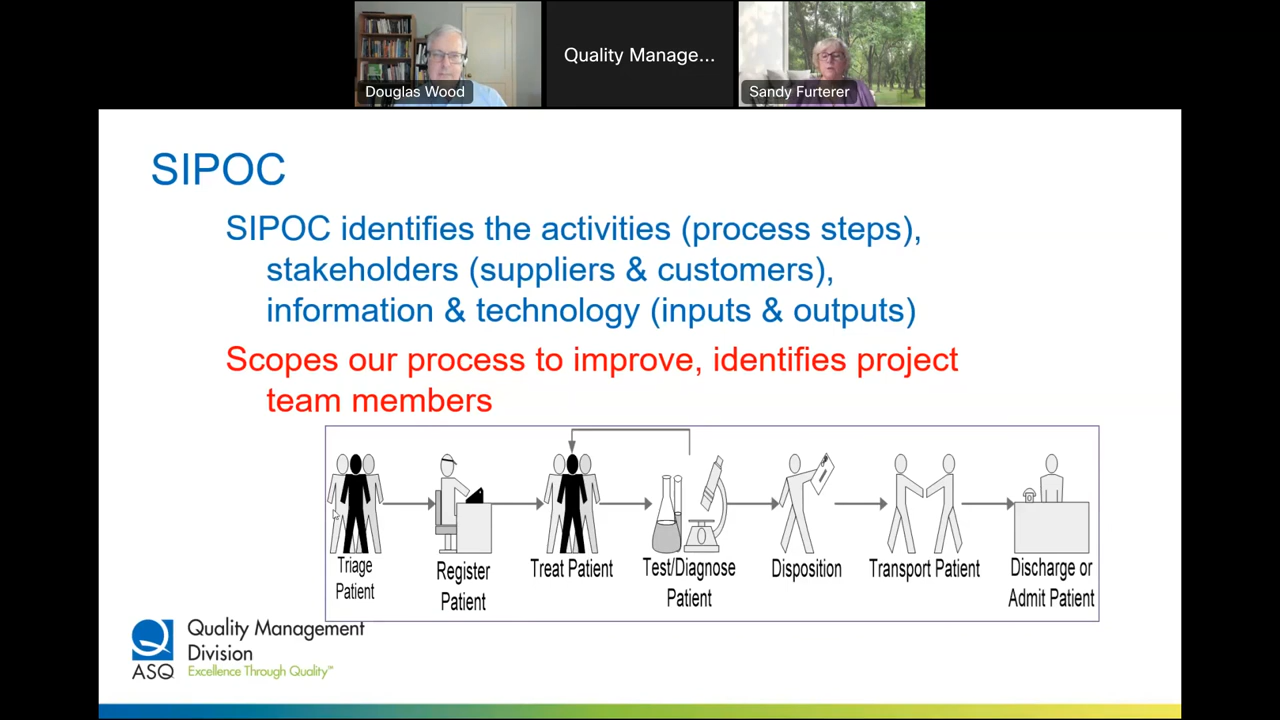 Douglas Wood
Quality Manage...
Sandy Furterer
SIPOC
SIPOC identifies the activities (process steps),
stakeholders (suppliers & customers),
information & technology (inputs & outputs)
Scopes our process to improve, identifies project
team members
Triage
Patient
Register
Patient
Treat Patient
Test/Diagnose
Patient
Disposition
Transport Patient
Discharge or
Admit Patient
Quality Management
Division
ASQ
Excellence Through Quality™